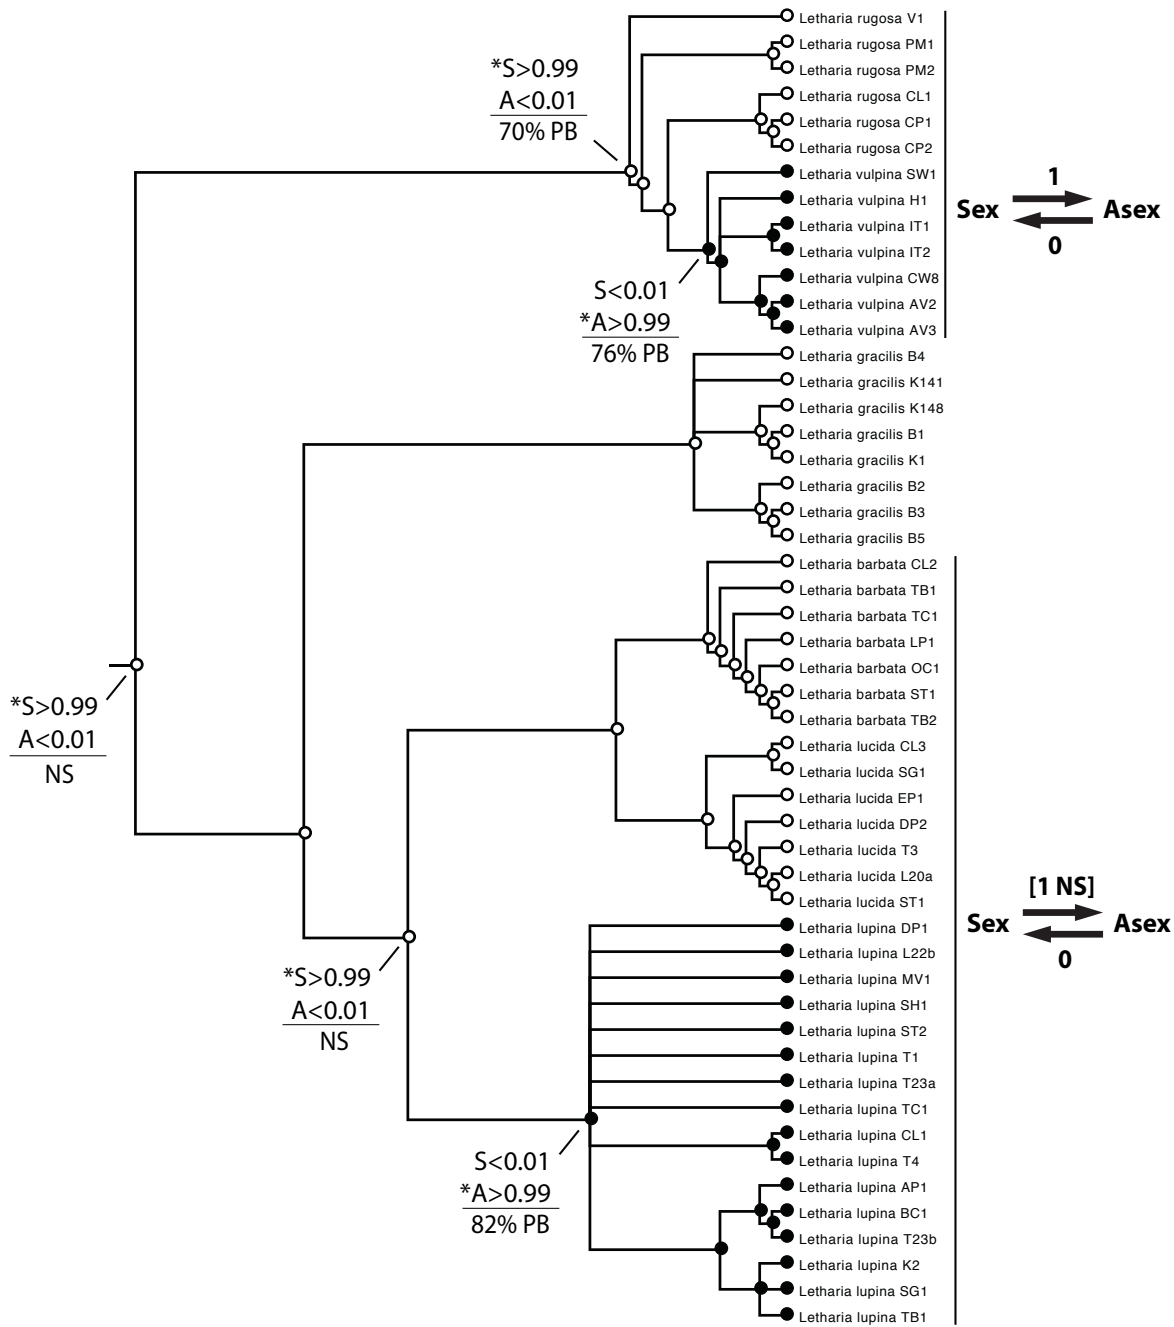 Letharia rugosa V1
Letharia rugosa PM1
Letharia rugosa PM2
Letharia rugosa CL1
Letharia rugosa CP1
Letharia rugosa CP2
Letharia vulpina SW1
Letharia vulpina H1
Letharia vulpina IT1
Letharia vulpina IT2
Letharia vulpina CW8
Letharia vulpina AV2
Letharia vulpina AV3
*S>0.99
A<0.01
70% PB
S<0.01
*A>0.99
76% PB
1
Sex Asex
0
Letharia gracilis B4
Letharia gracilis K141
Letharia gracilis K148
Letharia gracilis B1
Letharia gracilis K1
Letharia gracilis B2
Letharia gracilis B3
Letharia gracilis B5
Letharia barbata CL2
Letharia barbata TB1
Letharia barbata TC1
Letharia barbata LP1
Letharia barbata OC1
Letharia barbata ST1
Letharia barbata TB2
*S>0.99
A<0.01
NS
Letharia lucida CL3
Letharia lucida SG1
Letharia lucida EP1
Letharia lucida DP2
Letharia lucida T3
Letharia lucida L20a
Letharia lucida ST1
[1 NS]
Sex Asex
0
Letharia lupina DP1
Letharia lupina L22b
Letharia lupina MV1
Letharia lupina SH1
Letharia lupina ST2
Letharia lupina T1
Letharia lupina T23a
Letharia lupina TC1
Letharia lupina CL1
Letharia lupina T4
Letharia lupina AP1
Letharia lupina BC1
Letharia lupina T23b
Letharia lupina K2
Letharia lupina SG1
Letharia lupina TB1
*S>0.99
A<0.01
NS
S<0.01
*A>0.99
82% PB